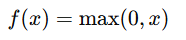 f(x) = max(0, x)